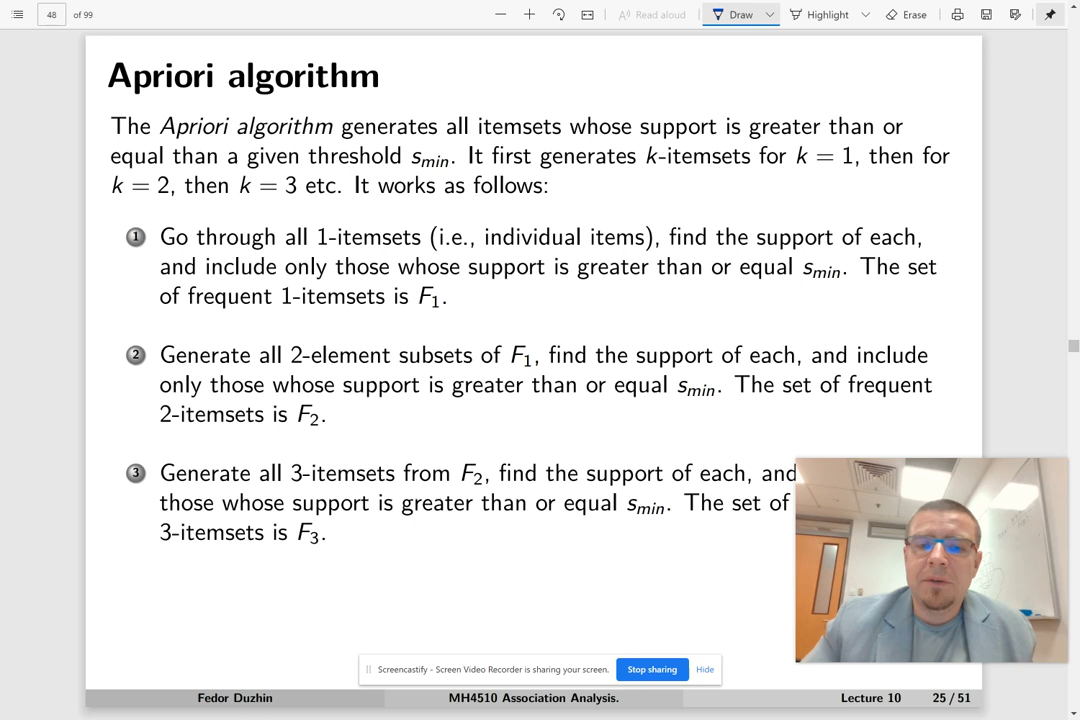 48 of 99 Read aloud Draw Highlight Erase
Apriori algorithm
The Apriori algorithm generates all itemsets whose support is greater than or
equal than a given threshold smin. It first generates k-itemsets for k = 1, then for
k = 2, then k = 3 etc. It works as follows:
1 Go through all 1-itemsets (i.e., individual items), find the support of each,
and include only those whose support is greater than or equal smin. The set
of frequent 1-itemsets is F1.
2 Generate all 2-element subsets of F1, find the support of each, and include
only those whose support is greater than or equal smin. The set of frequent
2-itemsets is F2.
3 Generate all 3-itemsets from F2, find the support of each, and
those whose support is greater than or equal smin. The set of
3-itemsets is F3.
Screencastify - Screen Video Recorder is sharing your screen. Stop sharing Hide
Fedor Duzhin MH4510 Association Analysis. Lecture 10 25 / 51